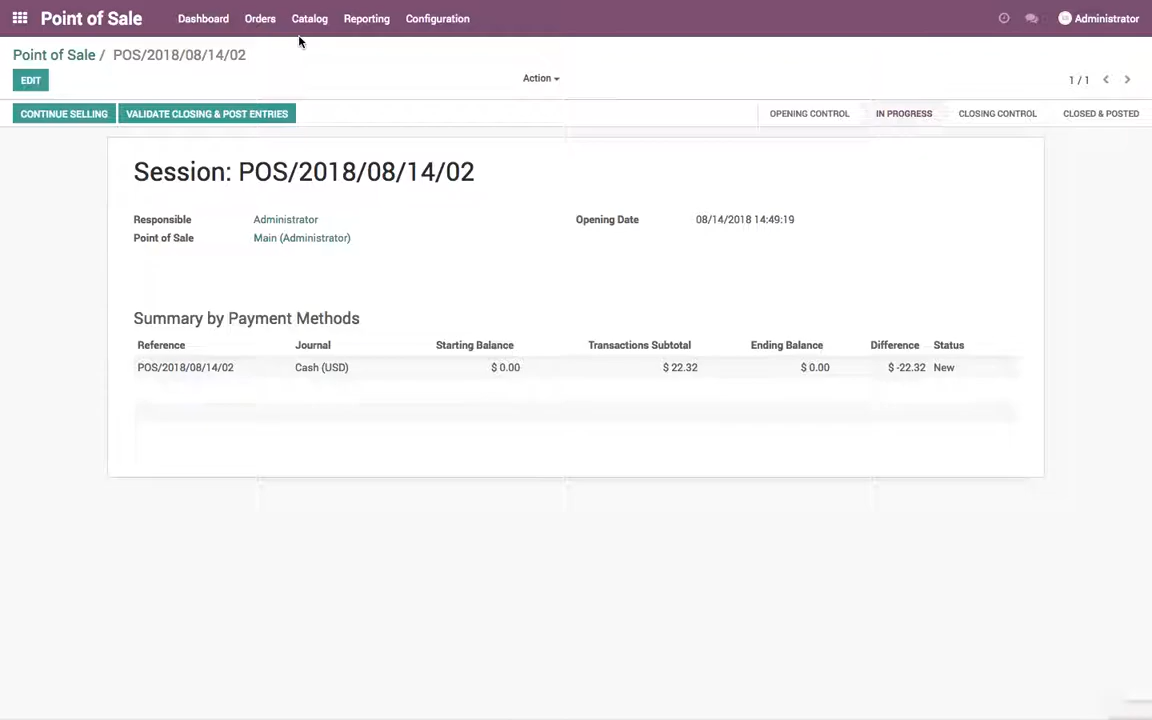 Point of Sale Dashboard Orders Catalog Reporting Configuration Administrator
Point of Sale / POS/2018/08/14/02
EDIT Action 1 / 1
CONTINUE SELLING VALIDATE CLOSING & POST ENTRIES OPENING CONTROL IN PROGRESS CLOSING CONTROL CLOSED & POSTED
Session: POS/2018/08/14/02
Responsible Administrator Opening Date 08/14/2018 14:49:19
Point of Sale Main (Administrator)
Summary by Payment Methods
Reference Journal Starting Balance Transactions Subtotal Ending Balance Difference Status
POS/2018/08/14/02 Cash (USD) $ 0.00 $ 22.32 $ 0.00 $ -22.32 New